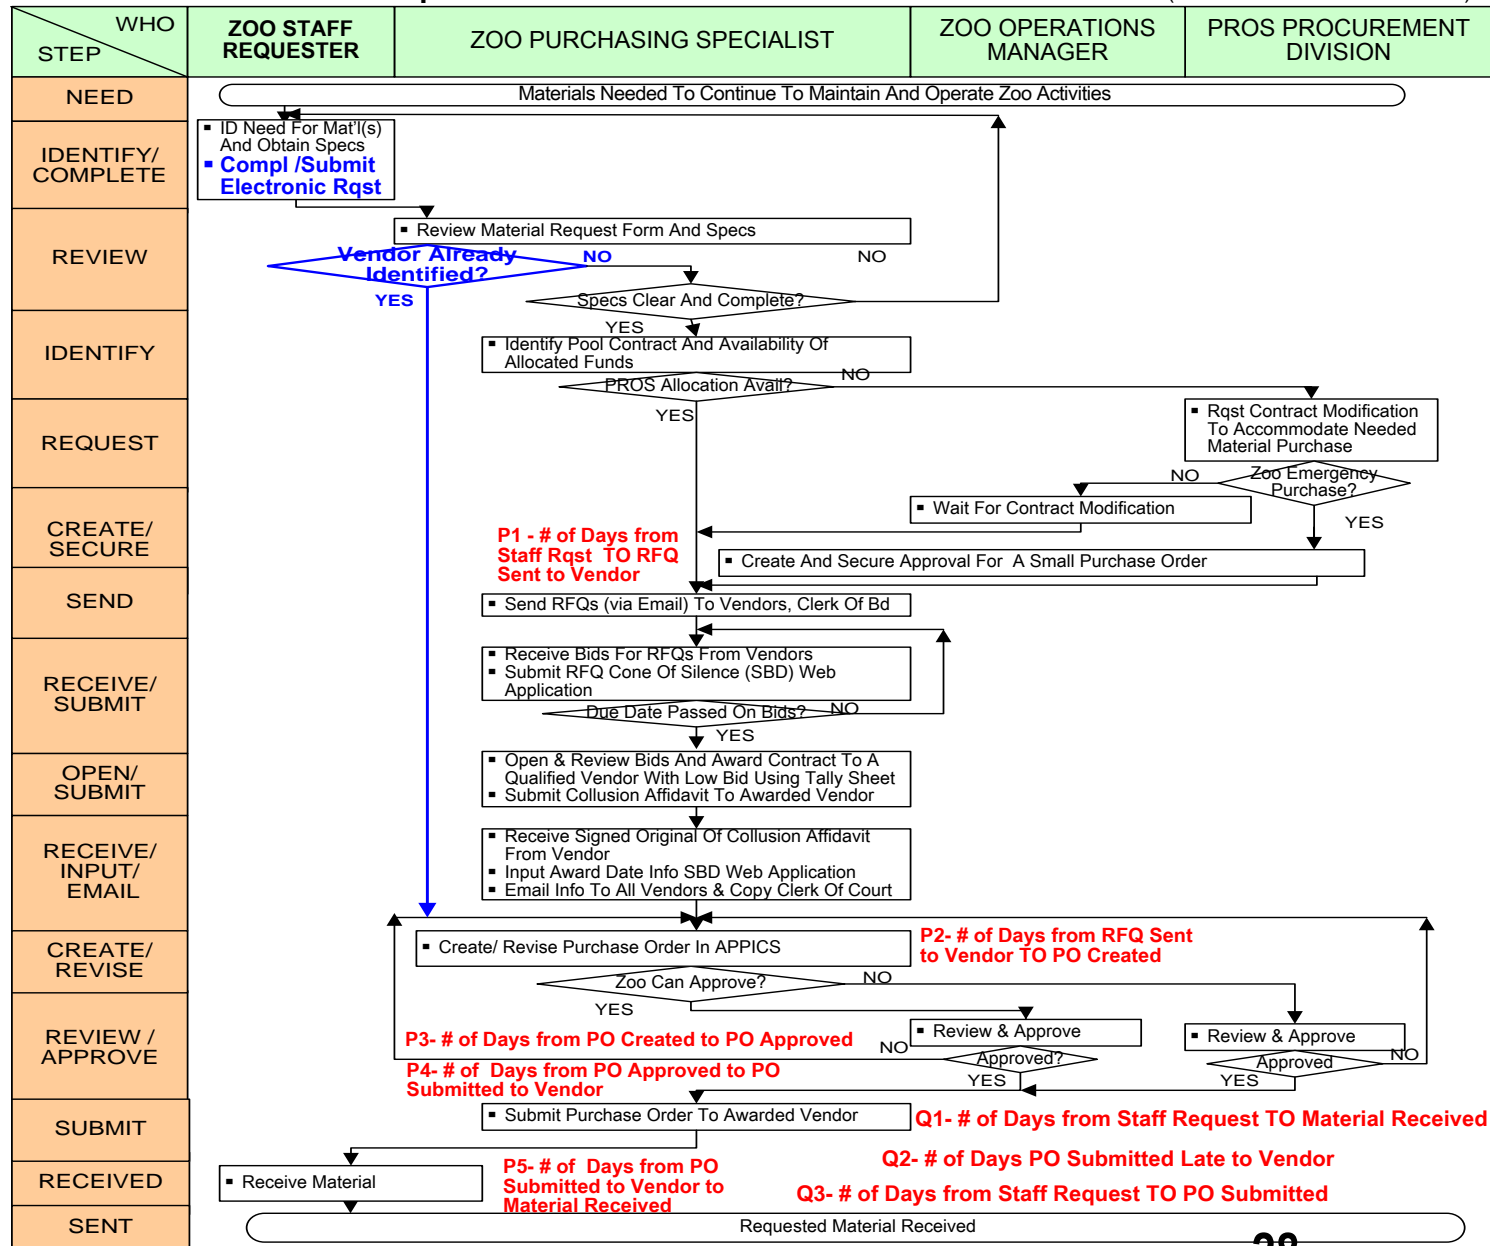 WHO
STEP
ZOO STAFF
REQUESTER
ZOO PURCHASING SPECIALIST
ZOO OPERATIONS
MANAGER
PROS PROCUREMENT
DIVISION
NEED
Materials Needed To Continue To Maintain And Operate Zoo Activities
IDENTIFY/
COMPLETE
▪ ID Need For Mat'l(s)
And Obtain Specs
▪ Compl /Submit
Electronic Rqst
REVIEW
▪ Review Material Request Form And Specs
Vendor Already
Identified?
NO
NO
YES
Specs Clear And Complete?
YES
IDENTIFY
▪ Identify Pool Contract And Availability Of
Allocated Funds
PROS Allocation Avail?
NO
YES
REQUEST
▪ Rqst Contract Modification
To Accommodate Needed
Material Purchase
Zoo Emergency
Purchase?
NO
YES
CREATE/
SECURE
▪ Wait For Contract Modification
P1 - # of Days from
Staff Rqst TO RFQ
Sent to Vendor
▪ Create And Secure Approval For A Small Purchase Order
SEND
▪ Send RFQs (via Email) To Vendors, Clerk Of Bd
RECEIVE/
SUBMIT
▪ Receive Bids For RFQs From Vendors
▪ Submit RFQ Cone Of Silence (SBD) Web
Application
Due Date Passed On Bids?
NO
YES
OPEN/
SUBMIT
▪ Open & Review Bids And Award Contract To A
Qualified Vendor With Low Bid Using Tally Sheet
▪ Submit Collusion Affidavit To Awarded Vendor
RECEIVE/
INPUT/
EMAIL
▪ Receive Signed Original Of Collusion Affidavit
From Vendor
▪ Input Award Date Info SBD Web Application
▪ Email Info To All Vendors & Copy Clerk Of Court
CREATE/
REVISE
▪ Create/ Revise Purchase Order In APPICS
P2- # of Days from RFQ Sent
to Vendor TO PO Created
Zoo Can Approve?
NO
YES
REVIEW /
APPROVE
P3- # of Days from PO Created to PO Approved
▪ Review & Approve
▪ Review & Approve
NO
Approved?
Approved
NO
P4- # of Days from PO Approved to PO
Submitted to Vendor
YES
YES
SUBMIT
▪ Submit Purchase Order To Awarded Vendor
Q1- # of Days from Staff Request TO Material Received
RECEIVED
▪ Receive Material
P5- # of Days from PO
Submitted to Vendor to
Material Received
Q2- # of Days PO Submitted Late to Vendor
Q3- # of Days from Staff Request TO PO Submitted
SENT
Requested Material Received